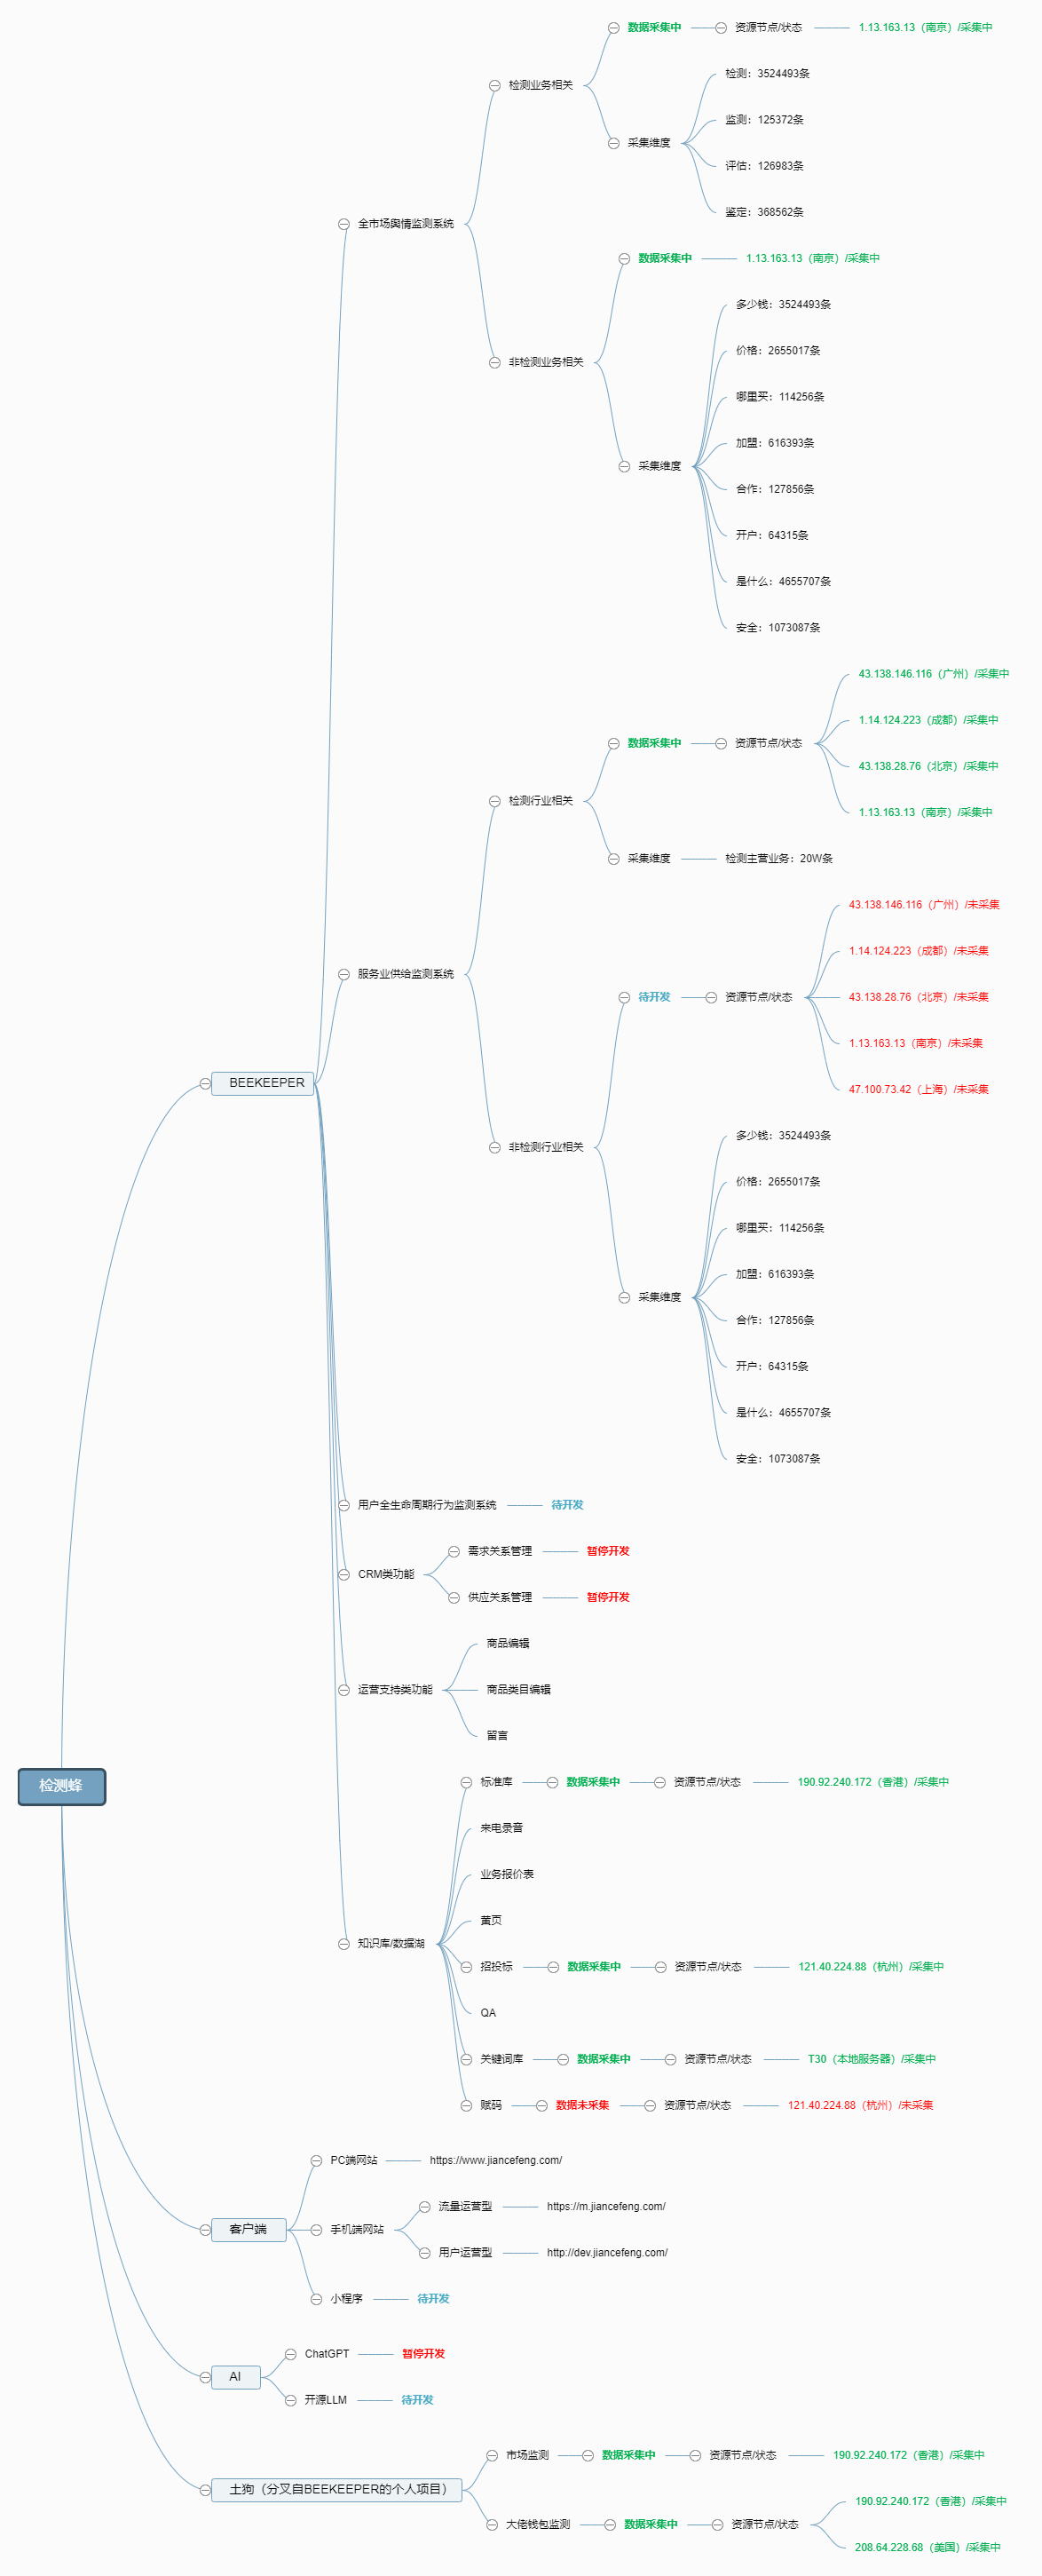 检测蜂
BEEKEEPER
全市场舆情监测系统
检测业务相关
数据采集中
资源节点/状态
1.13.163.13（南京）/采集中
采集维度
检测：3524493条
监测：125372条
评估：126983条
鉴定：368562条
非检测业务相关
数据采集中
1.13.163.13（南京）/采集中
采集维度
多少钱：3524493条
价格：2655017条
哪里买：114256条
加盟：616393条
合作：127856条
开户：64315条
是什么：4655707条
安全：1073087条
服务业供给监测系统
检测行业相关
数据采集中
资源节点/状态
43.138.146.116（广州）/采集中
1.14.124.223（成都）/采集中
43.138.28.76（北京）/采集中
1.13.163.13（南京）/采集中
采集维度
检测主营业务：20W条
非检测行业相关
待开发
资源节点/状态
43.138.146.116（广州）/未采集
1.14.124.223（成都）/未采集
43.138.28.76（北京）/未采集
1.13.163.13（南京）/未采集
47.100.73.42（上海）/未采集
采集维度
多少钱：3524493条
价格：2655017条
哪里买：114256条
加盟：616393条
合作：127856条
开户：64315条
是什么：4655707条
安全：1073087条
用户全生命周期行为监测系统
待开发
CRM类功能
需求关系管理
暂停开发
供应关系管理
暂停开发
运营支持类功能
商品编辑
商品类目编辑
留言
知识库/数据湖
标准库
数据采集中
资源节点/状态
190.92.240.172（香港）/采集中
来电录音
业务报价表
黄页
招投标
数据采集中
资源节点/状态
121.40.224.88（杭州）/采集中
QA
关键词库
数据采集中
资源节点/状态
T30（本地服务器）/采集中
赋码
数据未采集
资源节点/状态
121.40.224.88（杭州）/未采集
客户端
PC端网站
https://www.jiancefeng.com/
手机端网站
流量运营型
https://m.jiancefeng.com/
用户运营型
http://dev.jiancefeng.com/
小程序
待开发
AI
ChatGPT
暂停开发
开源LLM
待开发
土狗（分叉自BEEKEEPER的个人项目）
市场监测
数据采集中
资源节点/状态
190.92.240.172（香港）/采集中
大佬钱包监测
数据采集中
资源节点/状态
190.92.240.172（香港）/采集中
208.64.228.68（美国）/采集中